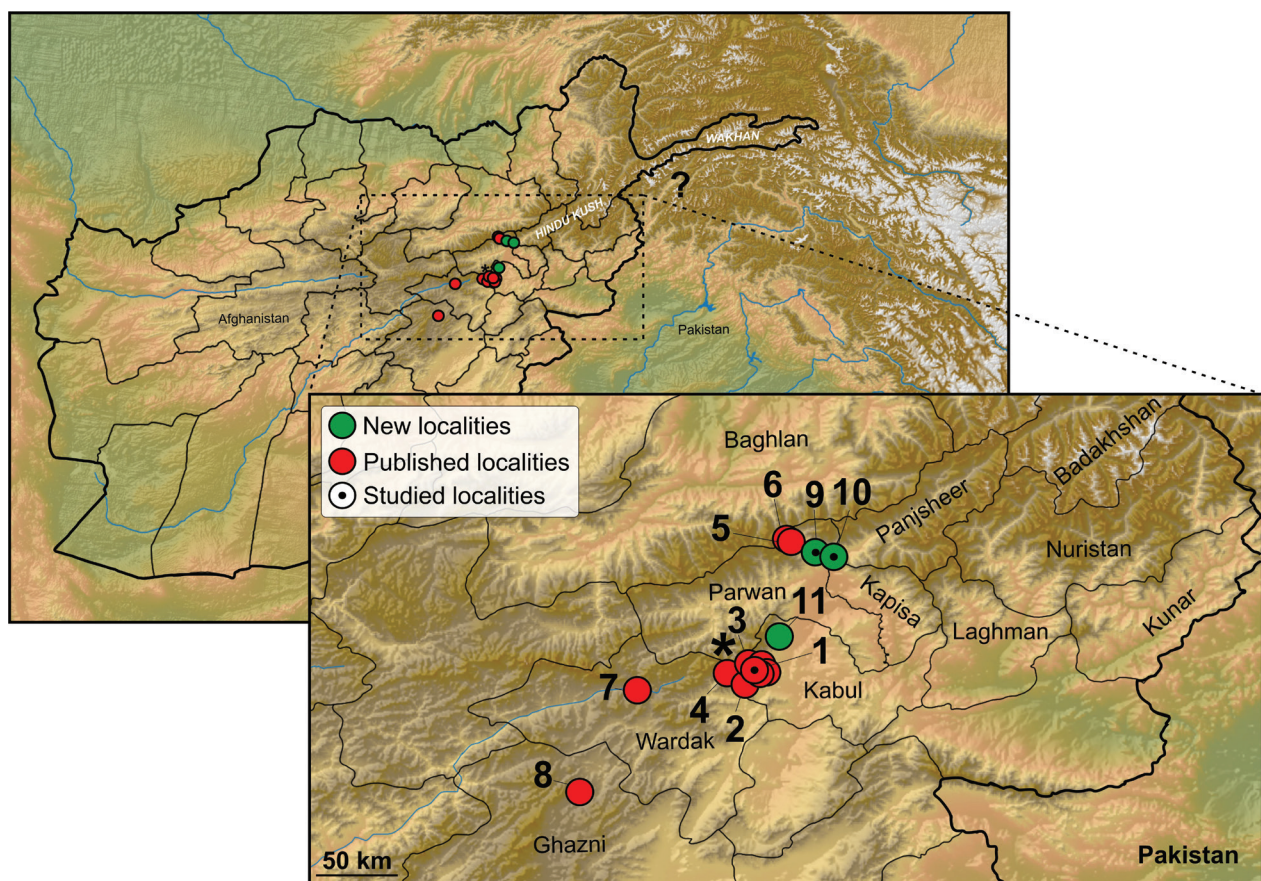 WAKHAN
?
HINDU KUSH
*
Afghanistan
Pakistan
New localities
Published localities
Studied localities
Baghlan
Badakhshan
6
9
10
5
Panjsheer
Nuristan
Parwan
11
Kapisa
Kunar
3
Laghman
*
1
7
4
Kabul
2
Wardak
8
Ghazni
50 km
Pakistan